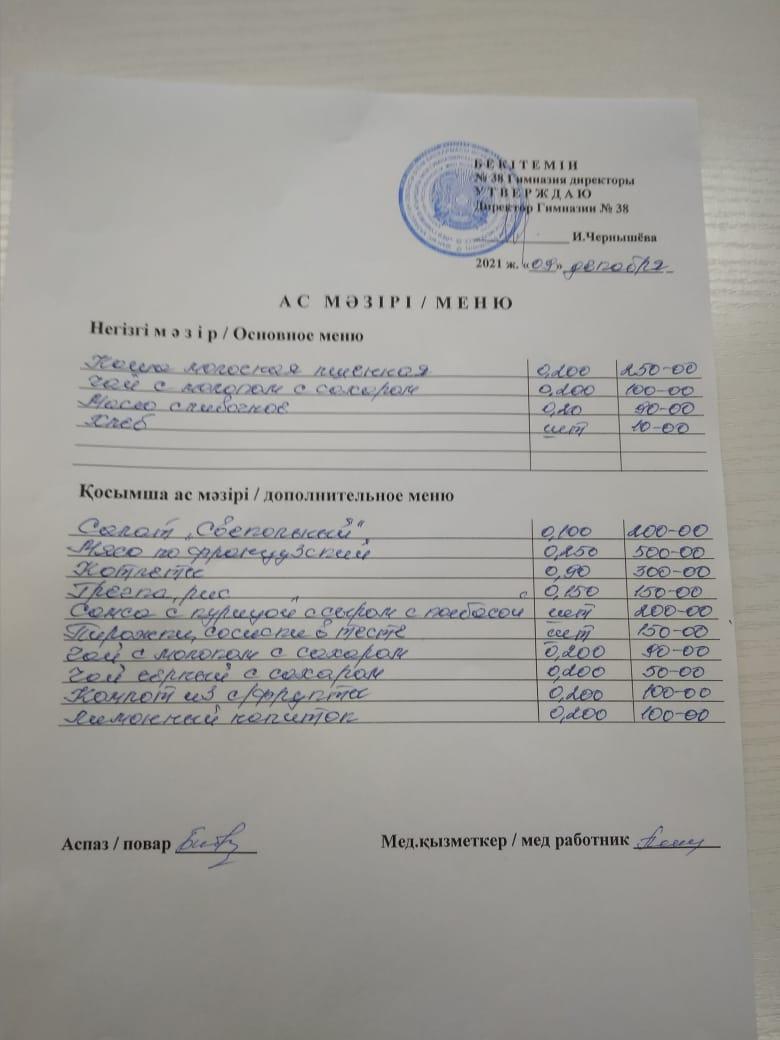 БЕКІТЕМІН
№ 38 Гимназия директоры
УТВЕРЖДАЮ
Директор Гимназии № 38
И.Чернышёва
2021 ж. «09» декабря
АС МӘЗІРІ / МЕНЮ
Негізгі мәзір / Основное меню
Каша молочная пшенная 0,200 250-00
Чай с молоком с сахаром 0,200 100-00
Масло сливочное 0,20 90-00
Хлеб шт 10-00
Қосымша ас мәзірі / дополнительное меню
Салат „Свекольный" 0,100 200-00
Мясо по французский 0,250 500-00
Котлеты 0,90 300-00
Гречка, рис 0,150 150-00
Самса с курицой с сыром с колбасой шт 200-00
Пирожки, сосиски в тесте шт 150-00
Чай с молоком с сахаром 0,200 90-00
Чай чёрный с сахаром 0,200 50-00
Компот из с/фрукты 0,200 100-00
Лимонный напиток 0,200 100-00
Аспаз / повар
Мед.қызметкер / мед работник